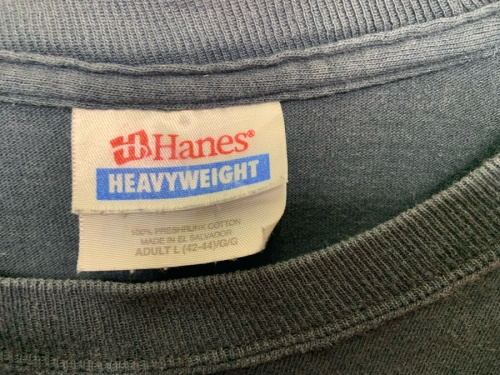 Hanes®
HEAVYWEIGHT
100% PRESHRUNK COTTON
MADE IN EL SALVADOR
ADULT L (42-44)/G/G